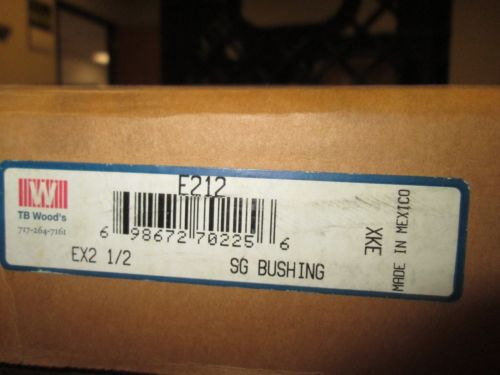 E212
W
TB Wood's
717-264-7161
6 98672 70225 6
EX2 1/2
SG BUSHING
XKE
MADE IN MEXICO